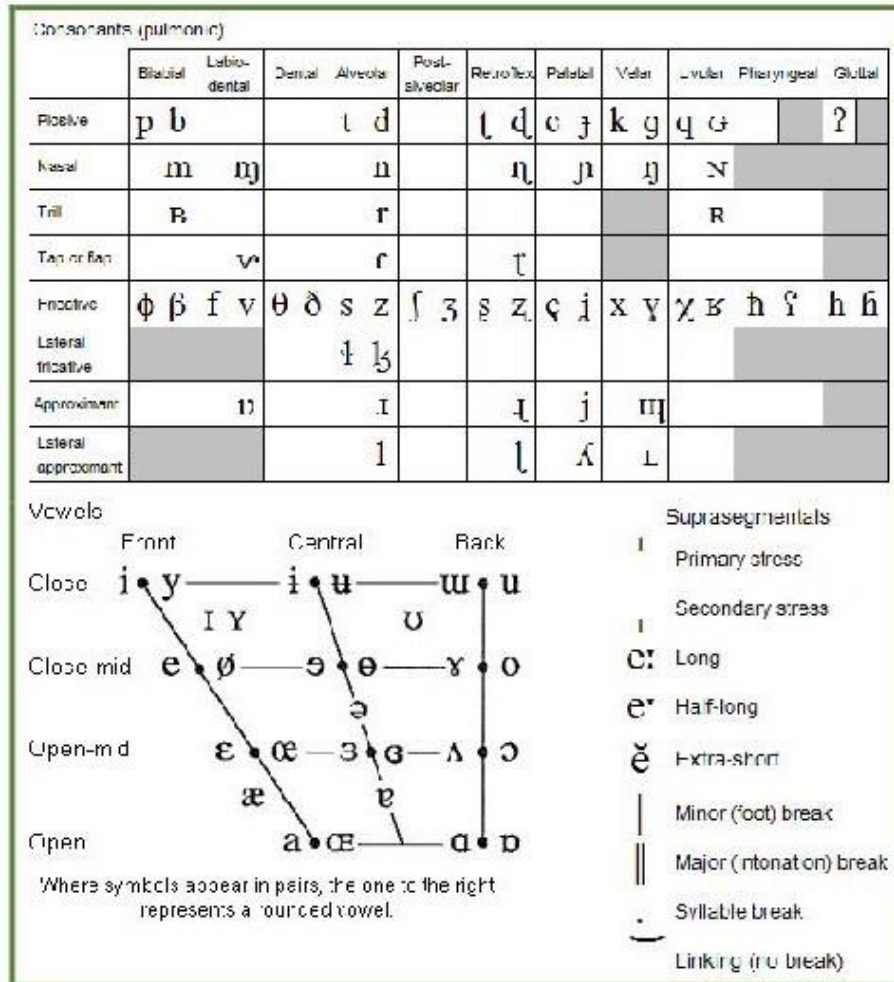 Consonants (pulmonic)
Bilabial Labio-dental Dental Alveolar Post-alveolar Retroflex Palatal Velar Uvular Pharyngeal Glottal
Plosive p b t d ʈ ɖ c ɟ k ɡ q ɢ ʔ
Nasal m ɱ n ɳ ɲ ŋ ɴ
Trill ʙ r ʀ
Tap or flap ⱱ ɾ ɽ
Fricative ɸ β f v θ ð s z ʃ ʒ ʂ ʐ ç ʝ x ɣ χ ʁ ħ ʕ h ɦ
Lateral fricative ɬ ɮ
Approximant ʋ ɹ ɻ j ɰ
Lateral approximant l ɭ ʎ ʟ
Vowels
Front Central Back
Close i y ɨ ʉ ɯ u
ɪ ʏ ʊ
Close-mid e ø ɘ ɵ ɤ o
ə
Open-mid ɛ œ ɜ ɞ ʌ ɔ
æ ɐ
Open a ɶ ɑ ɒ
Where symbols appear in pairs, the one to the right
represents a rounded vowel.
Suprasegmentals
ˈ Primary stress
ˌ Secondary stress
eː Long
eˑ Half-long
ĕ Extra-short
| Minor (foot) break
‖ Major (intonation) break
. Syllable break
‿ Linking (no break)